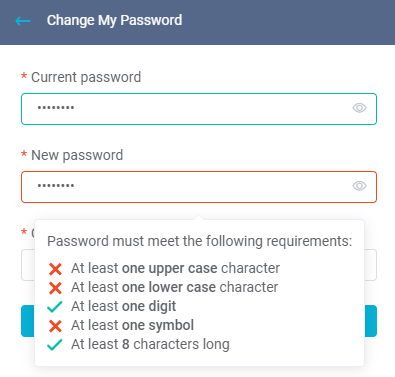 Change My Password
* Current password
••••••••
* New password
••••••••
*
Password must meet the following requirements:
At least one upper case character
At least one lower case character
At least one digit
At least one symbol
At least 8 characters long